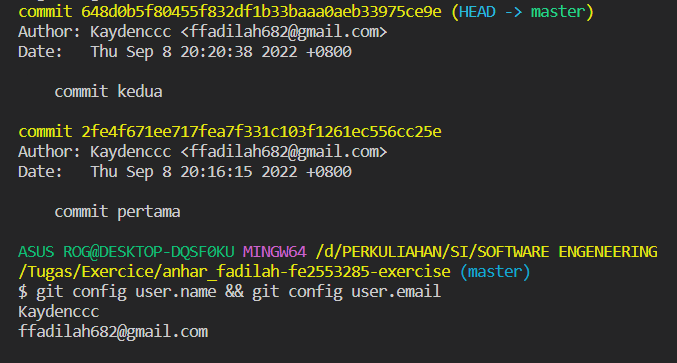 commit 648d0b5f80455f832df1b33baaa0aeb33975ce9e (HEAD -> master)
Author: Kaydenccc <ffadilah682@gmail.com>
Date:   Thu Sep 8 20:20:38 2022 +0800
    commit kedua
commit 2fe4f671ee717fea7f331c103f1261ec556cc25e
Author: Kaydenccc <ffadilah682@gmail.com>
Date:   Thu Sep 8 20:16:15 2022 +0800
    commit pertama
ASUS ROG@DESKTOP-DQSF0KU MINGW64 /d/PERKULIAHAN/SI/SOFTWARE ENGENEERING
/Tugas/Exercice/anhar_fadilah-fe2553285-exercise (master)
$ git config user.name && git config user.email
Kaydenccc
ffadilah682@gmail.com